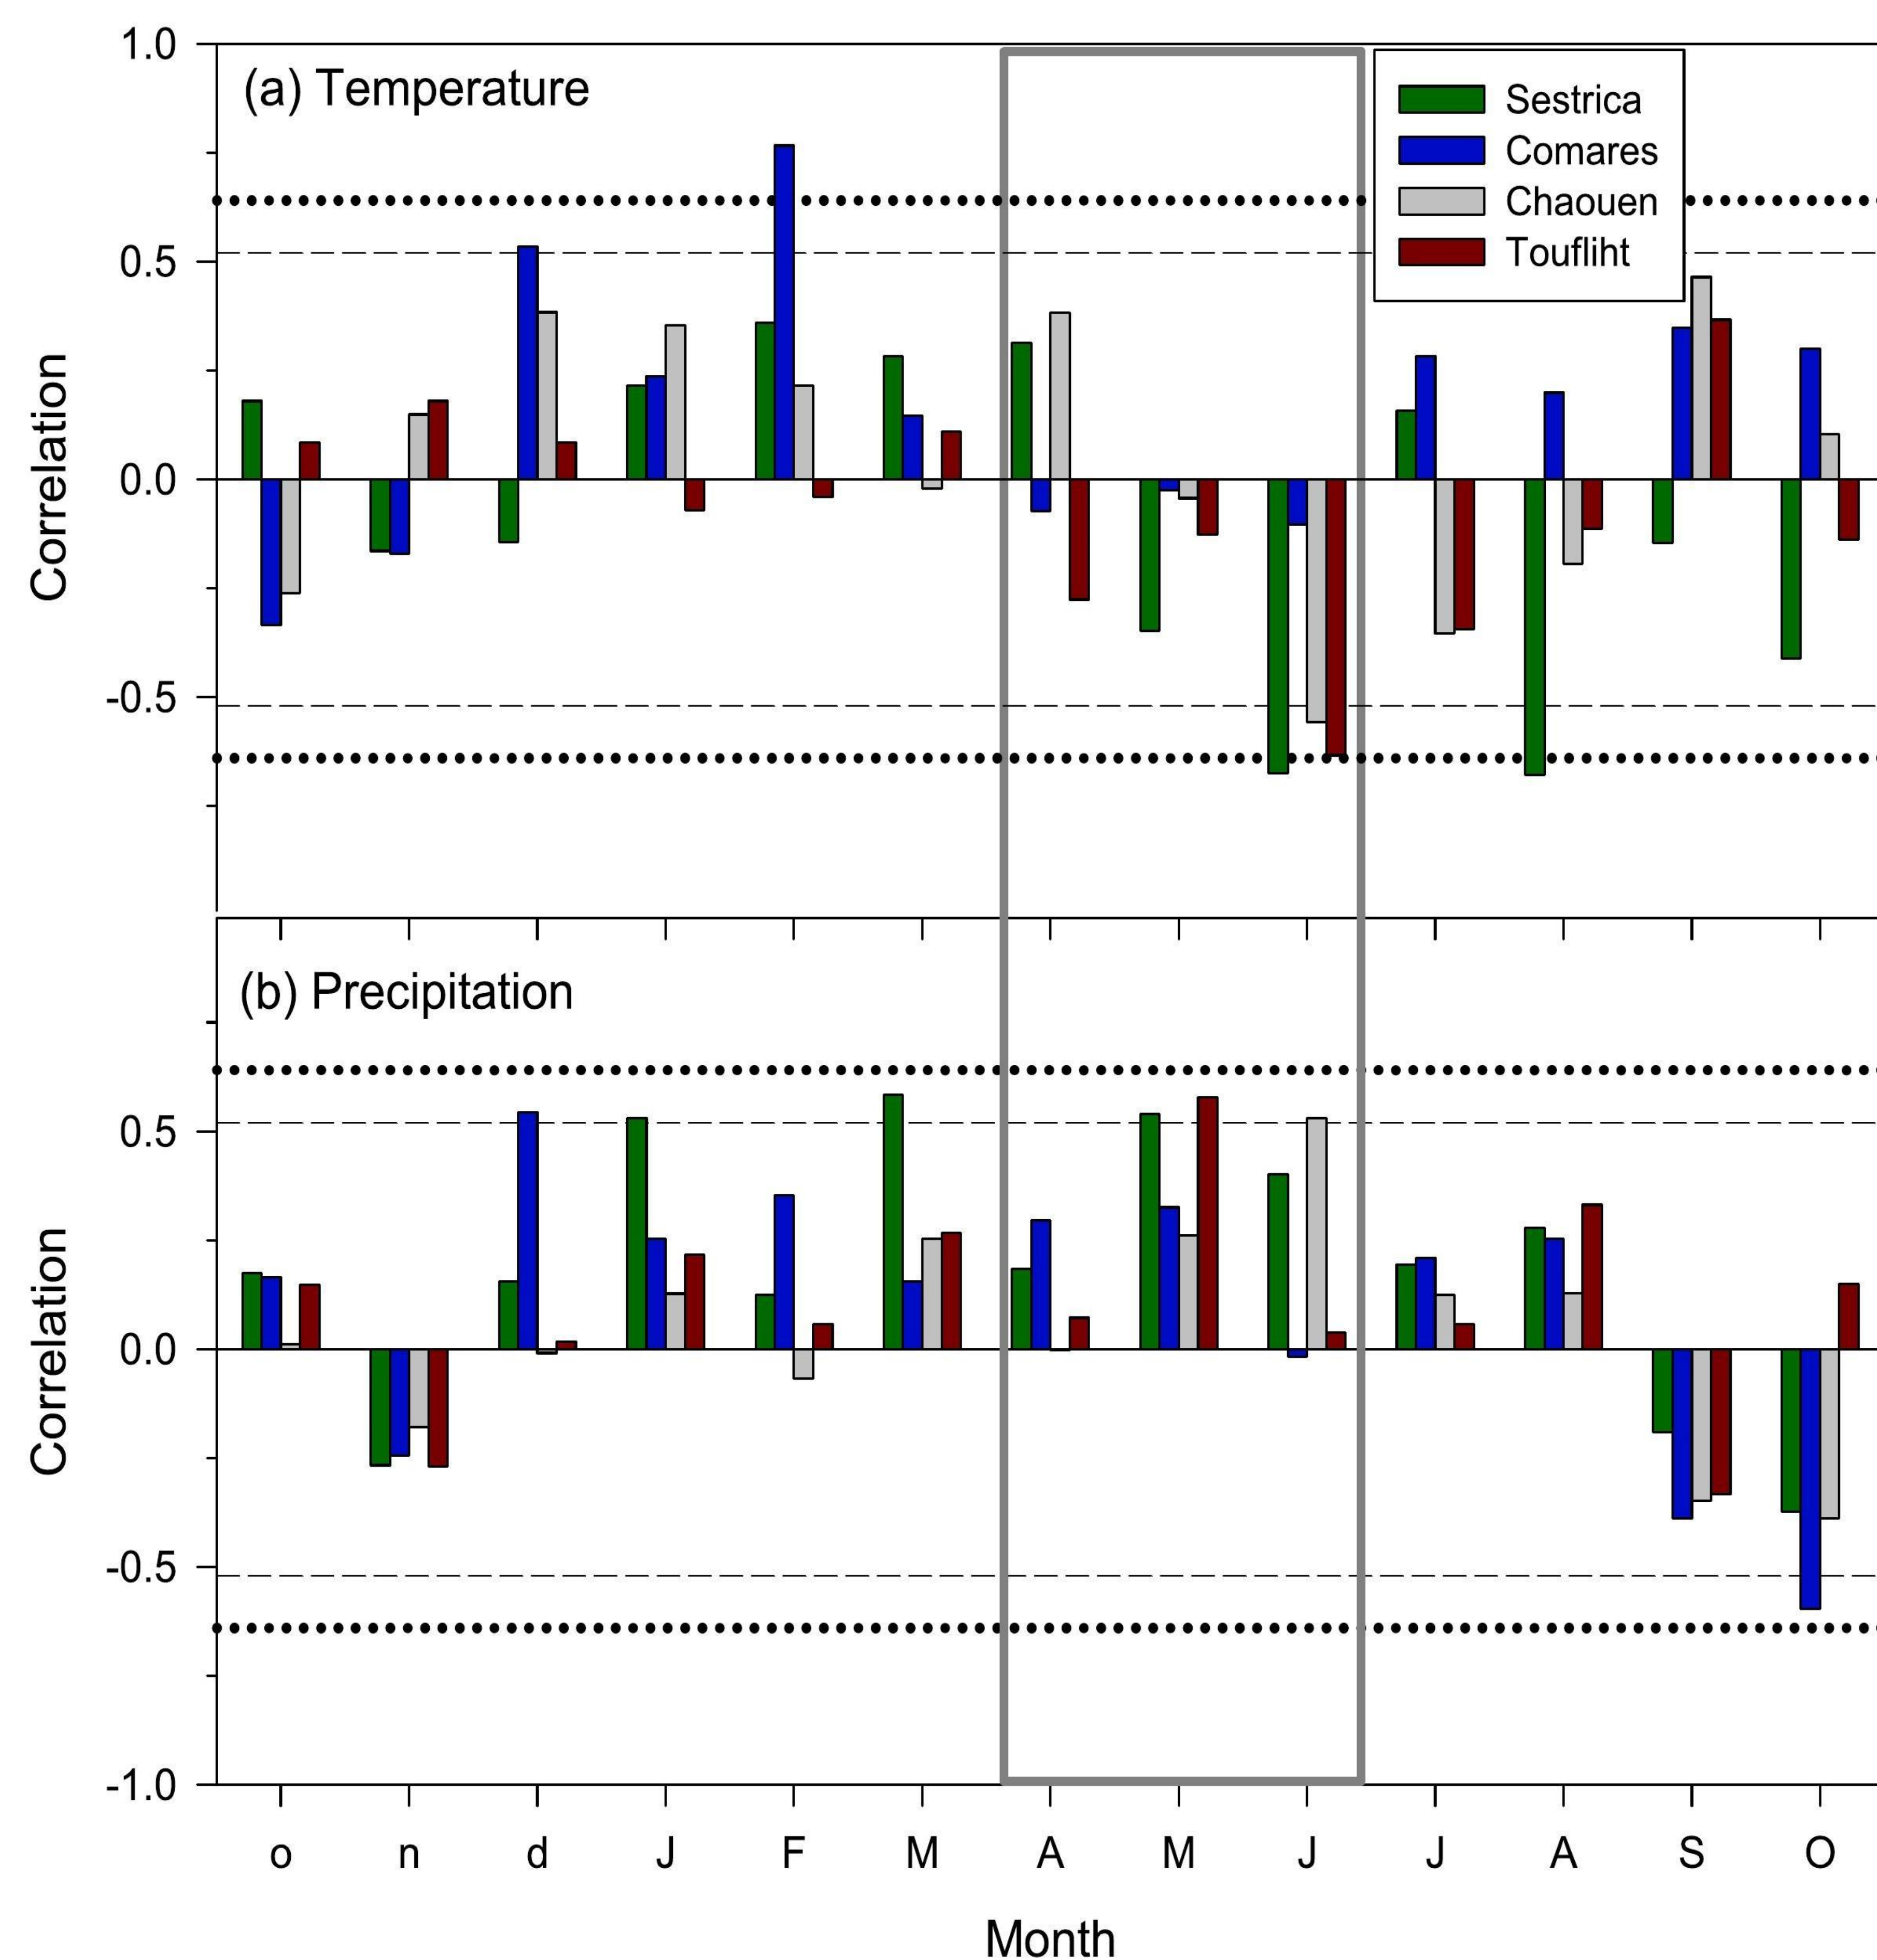 (a) Temperature
Sestrica
Comares
Chaouen
Toufliht
1.0
0.5
0.0
-0.5
Correlation
(b) Precipitation
0.5
0.0
-0.5
-1.0
Correlation
o n d J F M A M J J A S O
Month